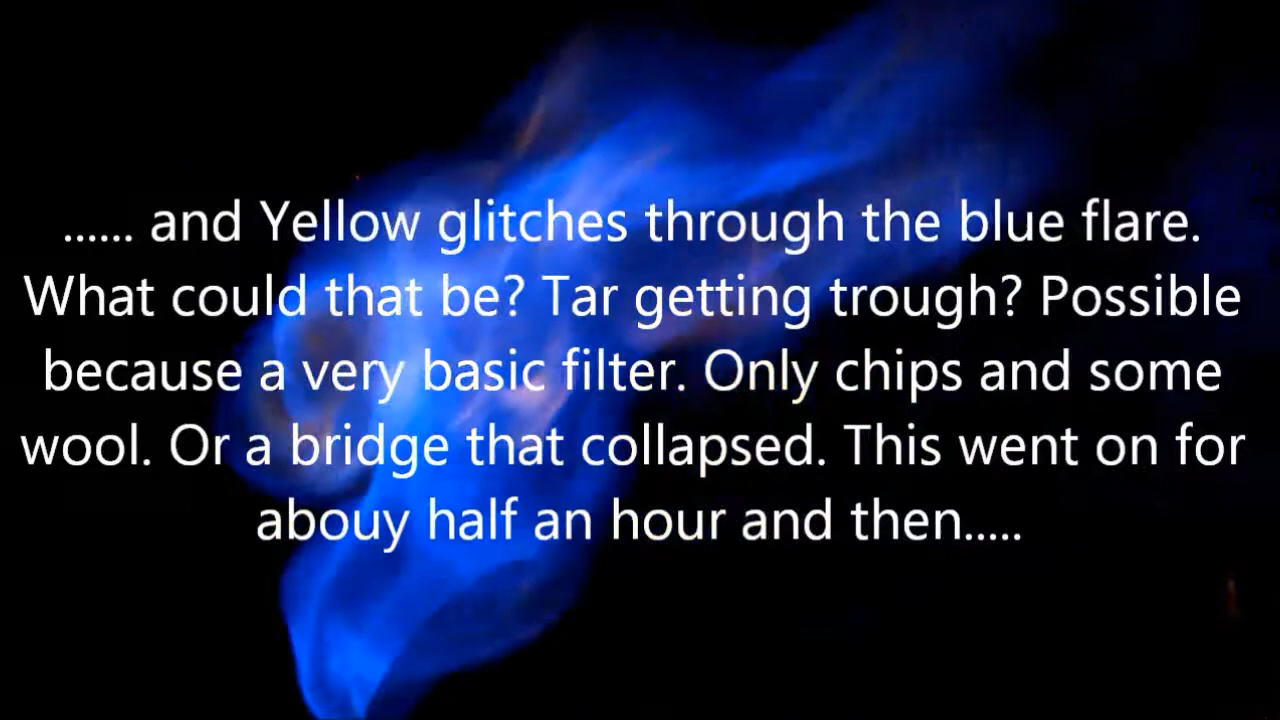 ...... and Yellow glitches through the blue flare.
What could that be? Tar getting trough? Possible
because a very basic filter. Only chips and some
wool. Or a bridge that collapsed. This went on for
abouy half an hour and then.....